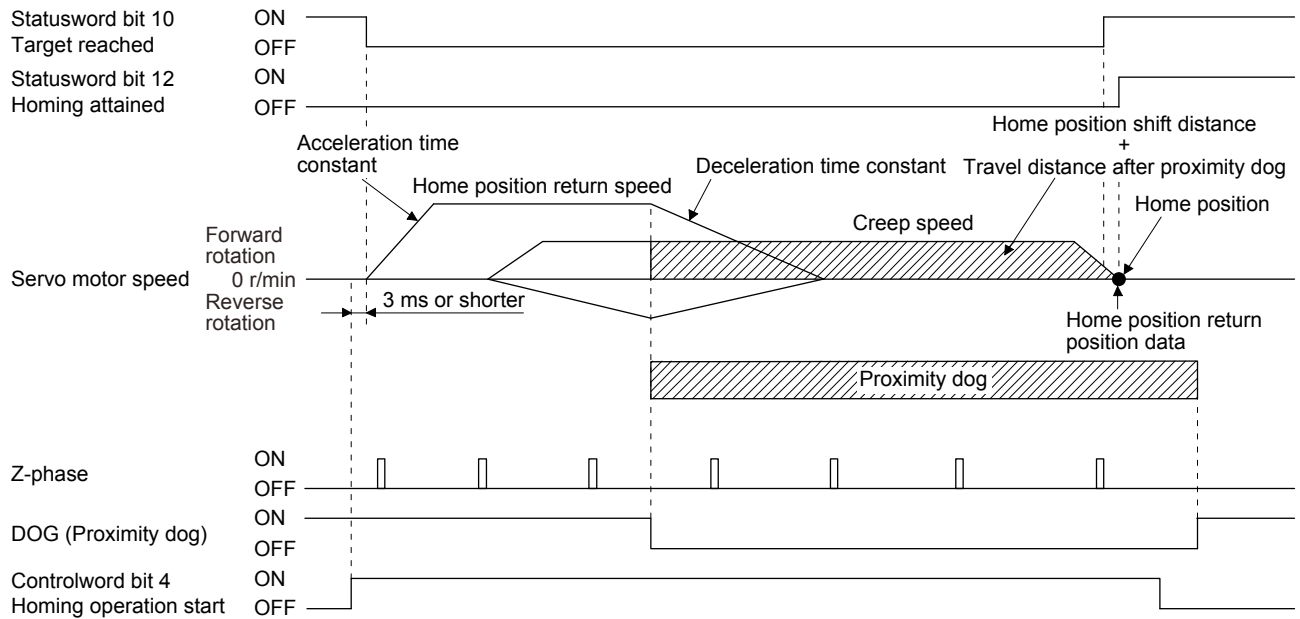 Statusword bit 10
Target reached
ON
OFF
Statusword bit 12
Homing attained
ON
OFF
Home position shift distance
+
Travel distance after proximity dog
Acceleration time
constant
Home position return speed
Deceleration time constant
Home position
Creep speed
Forward
rotation
Servo motor speed
0 r/min
Reverse
rotation
3 ms or shorter
Home position return
position data
Proximity dog
Z-phase
ON
OFF
DOG (Proximity dog)
ON
OFF
Controlword bit 4
Homing operation start
ON
OFF